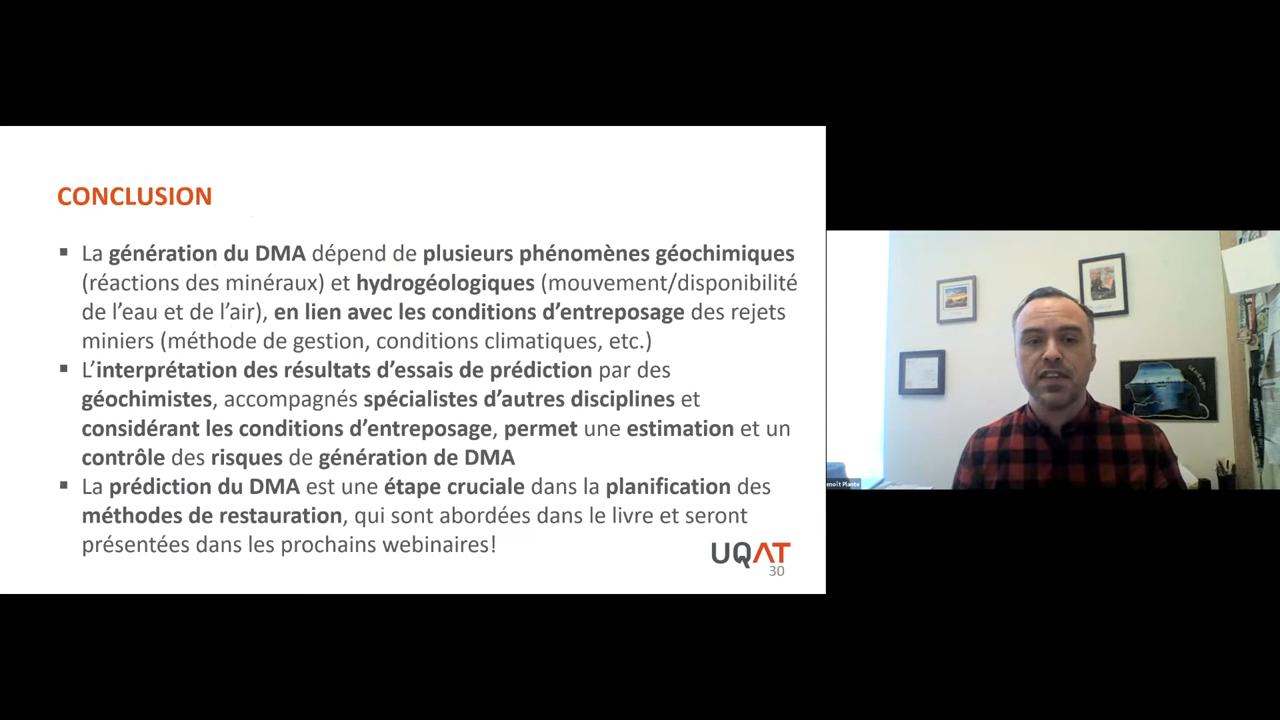 CONCLUSION
▪ La génération du DMA dépend de plusieurs phénomènes géochimiques
(réactions des minéraux) et hydrogéologiques (mouvement/disponibilité
de l’eau et de l’air), en lien avec les conditions d’entreposage des rejets
miniers (méthode de gestion, conditions climatiques, etc.)
▪ L’interprétation des résultats d’essais de prédiction par des
géochimistes, accompagnés spécialistes d’autres disciplines et
considérant les conditions d’entreposage, permet une estimation et un
contrôle des risques de génération de DMA
▪ La prédiction du DMA est une étape cruciale dans la planification des
méthodes de restauration, qui sont abordées dans le livre et seront
présentées dans les prochains webinaires!
UQAT
30
enoît Plante